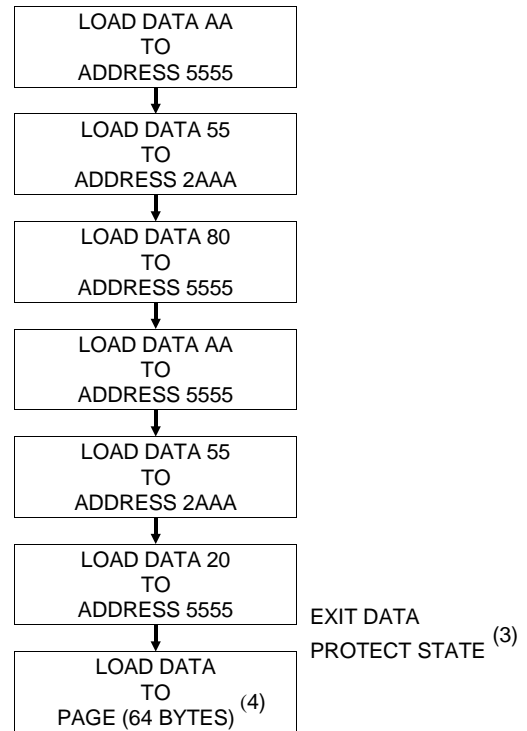 LOAD DATA AA
TO
ADDRESS 5555
LOAD DATA 55
TO
ADDRESS 2AAA
LOAD DATA 80
TO
ADDRESS 5555
LOAD DATA AA
TO
ADDRESS 5555
LOAD DATA 55
TO
ADDRESS 2AAA
LOAD DATA 20
TO
ADDRESS 5555
EXIT DATA
PROTECT STATE (3)
LOAD DATA
TO
PAGE (64 BYTES) (4)